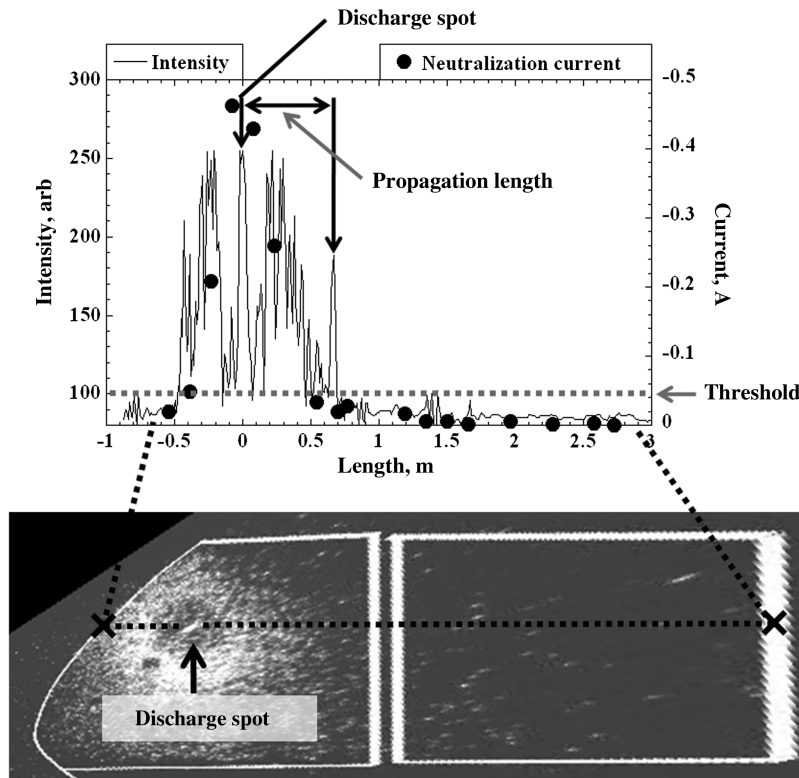 Discharge spot
Intensity
Neutralization current
300
250
200
150
100
Intensity, arb
-0.5
-0.4
-0.3
-0.2
-0.1
0
Current, A
Propagation length
Threshold
-1 -0.5 0 0.5 1 1.5 2 2.5 3
Length, m
Discharge spot